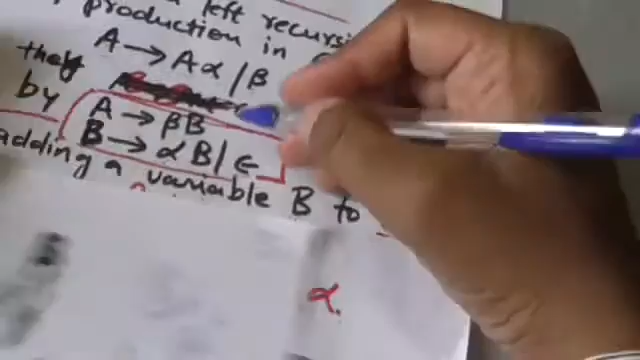 left recursi
production in
A → Aα / β
then
by
A → βB
B → αB | ϵ
adding a variable B to
α.